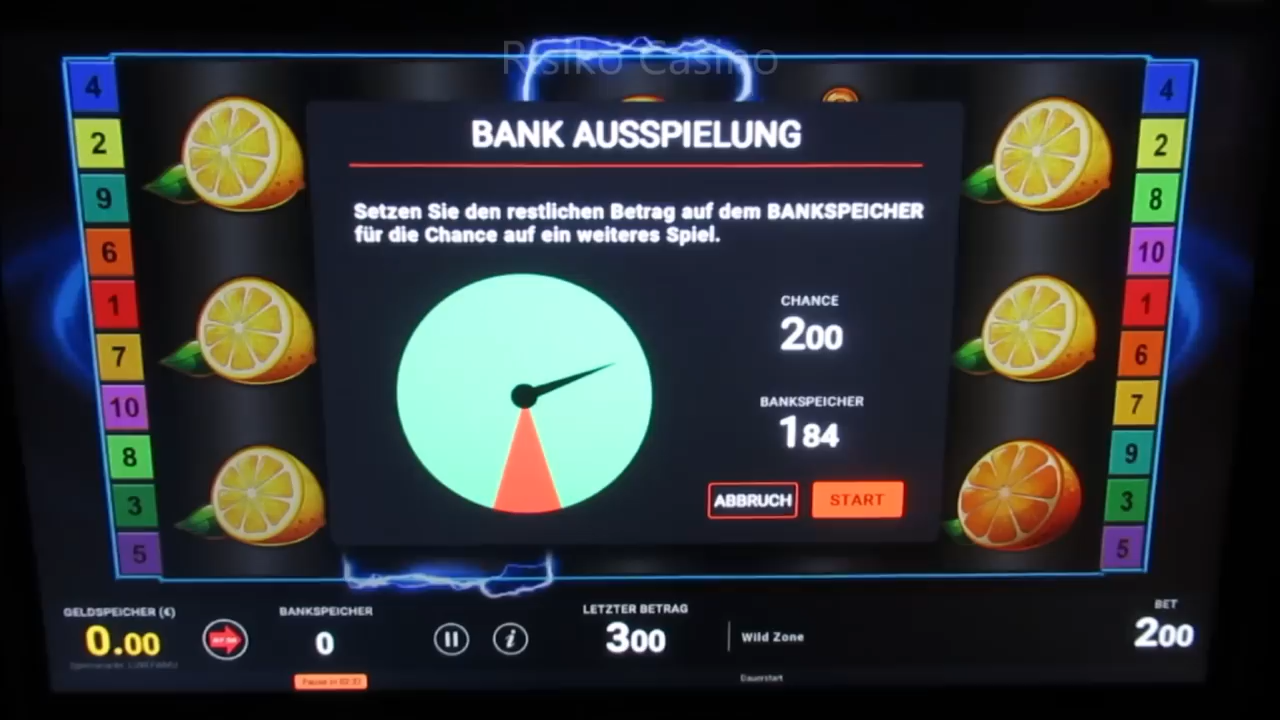 Risiko Casino
BANK AUSSPIELUNG
Setzen Sie den restlichen Betrag auf dem BANKSPEICHER
für die Chance auf ein weiteres Spiel.
CHANCE
200
BANKSPEICHER
184
ABBRUCH
START
4
2
9
6
1
7
10
8
3
5
4
2
8
10
1
6
7
9
3
5
GELDSPEICHER (€)
0.00
BANKSPEICHER
0
Pause in
LETZTER BETRAG
300
Wild Zone
Dauerstart
BET
200